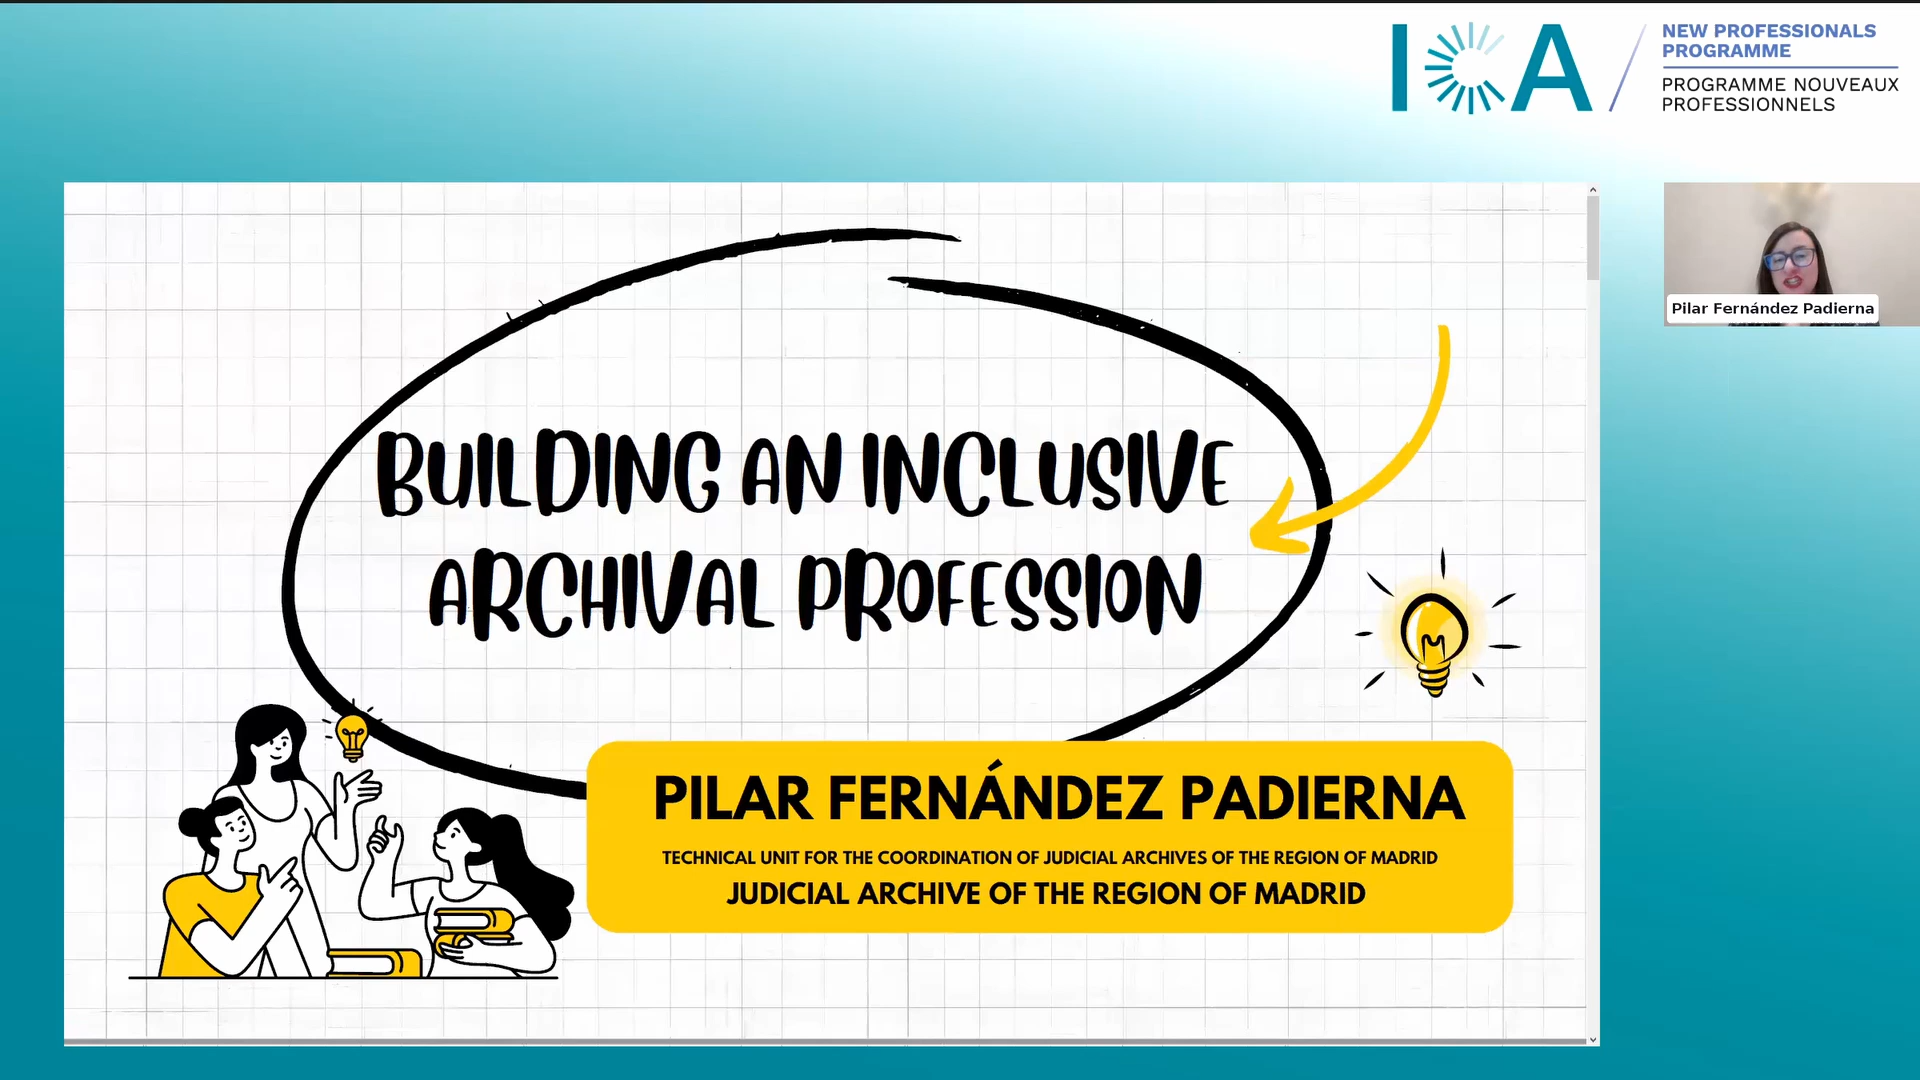 ICA
NEW PROFESSIONALS
PROGRAMME
PROGRAMME NOUVEAUX
PROFESSIONNELS
Pilar Fernández Padierna
BUILDING AN INCLUSIVE
ARCHIVAL PROFESSION
PILAR FERNÁNDEZ PADIERNA
TECHNICAL UNIT FOR THE COORDINATION OF JUDICIAL ARCHIVES OF THE REGION OF MADRID
JUDICIAL ARCHIVE OF THE REGION OF MADRID